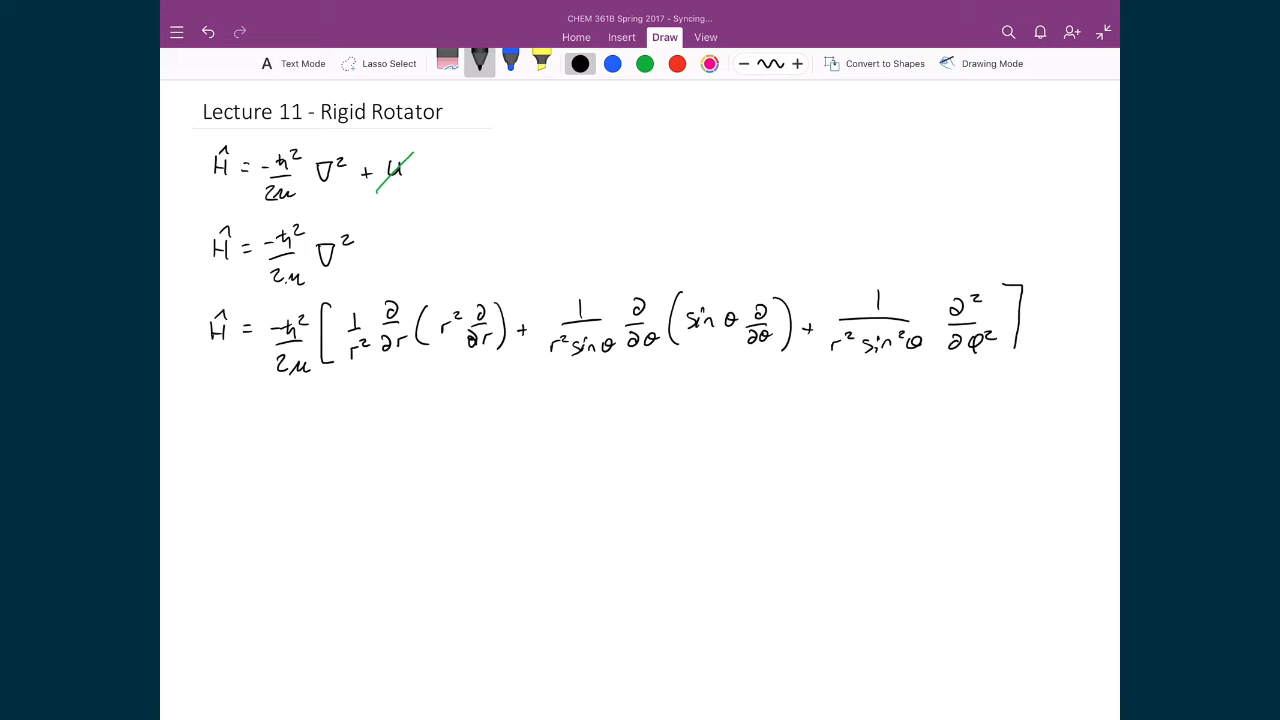 CHEM 361B Spring 2017 - Syncing...
Home Insert Draw View
A Text Mode Lasso Select Convert to Shapes Drawing Mode
Lecture 11 - Rigid Rotator
Ĥ = -ħ²/2μ ∇² + U
Ĥ = -ħ²/2μ ∇²
Ĥ = -ħ²/2μ [ 1/r² ∂/∂r ( r² ∂/∂r ) + 1/(r² sin θ) ∂/∂θ ( sin θ ∂/∂θ ) + 1/(r² sin² θ) ∂²/∂φ² ]